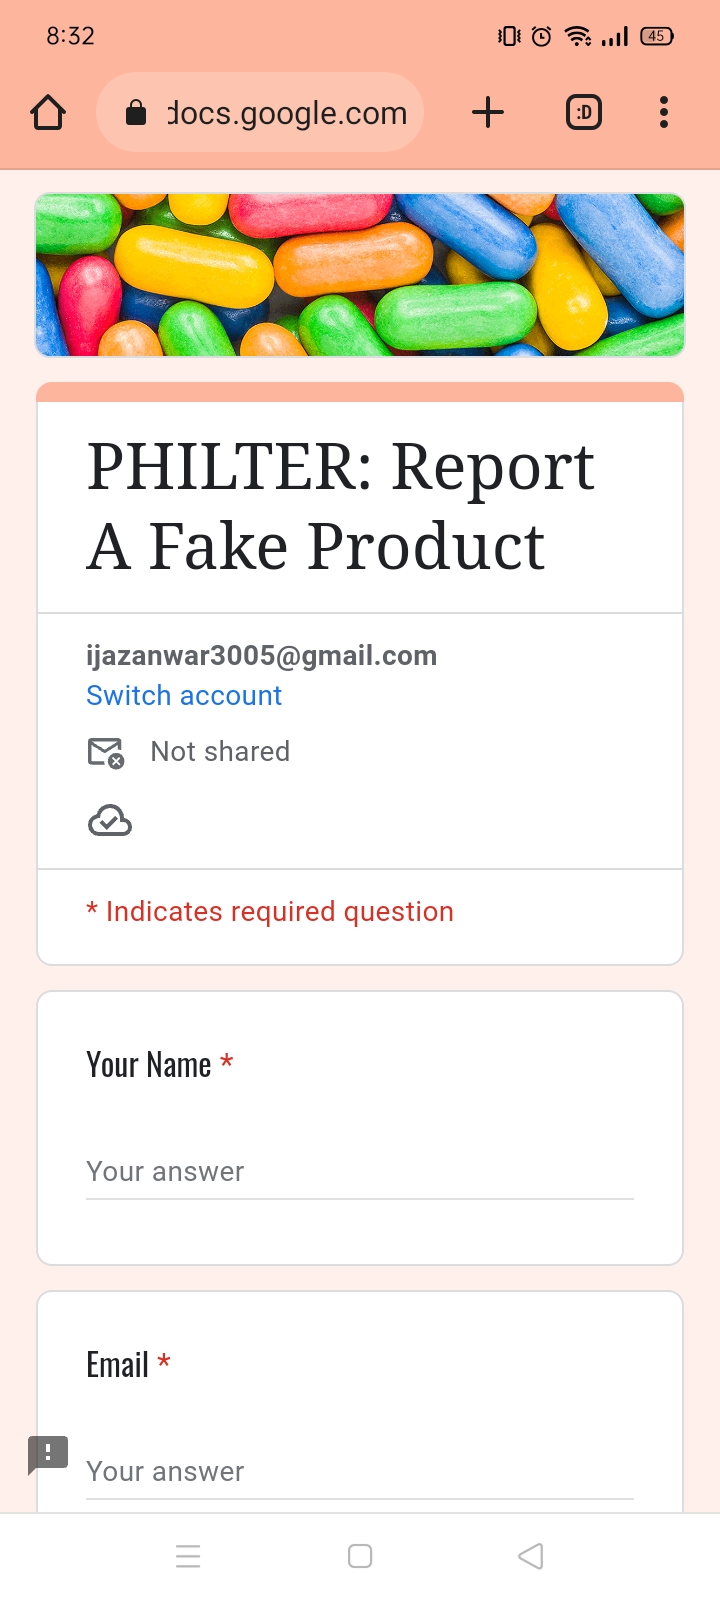 8:32
45
docs.google.com
:D
PHILTER: Report
A Fake Product
ijazanwar3005@gmail.com
Switch account
Not shared
* Indicates required question
Your Name *
Your answer
Email *
Your answer